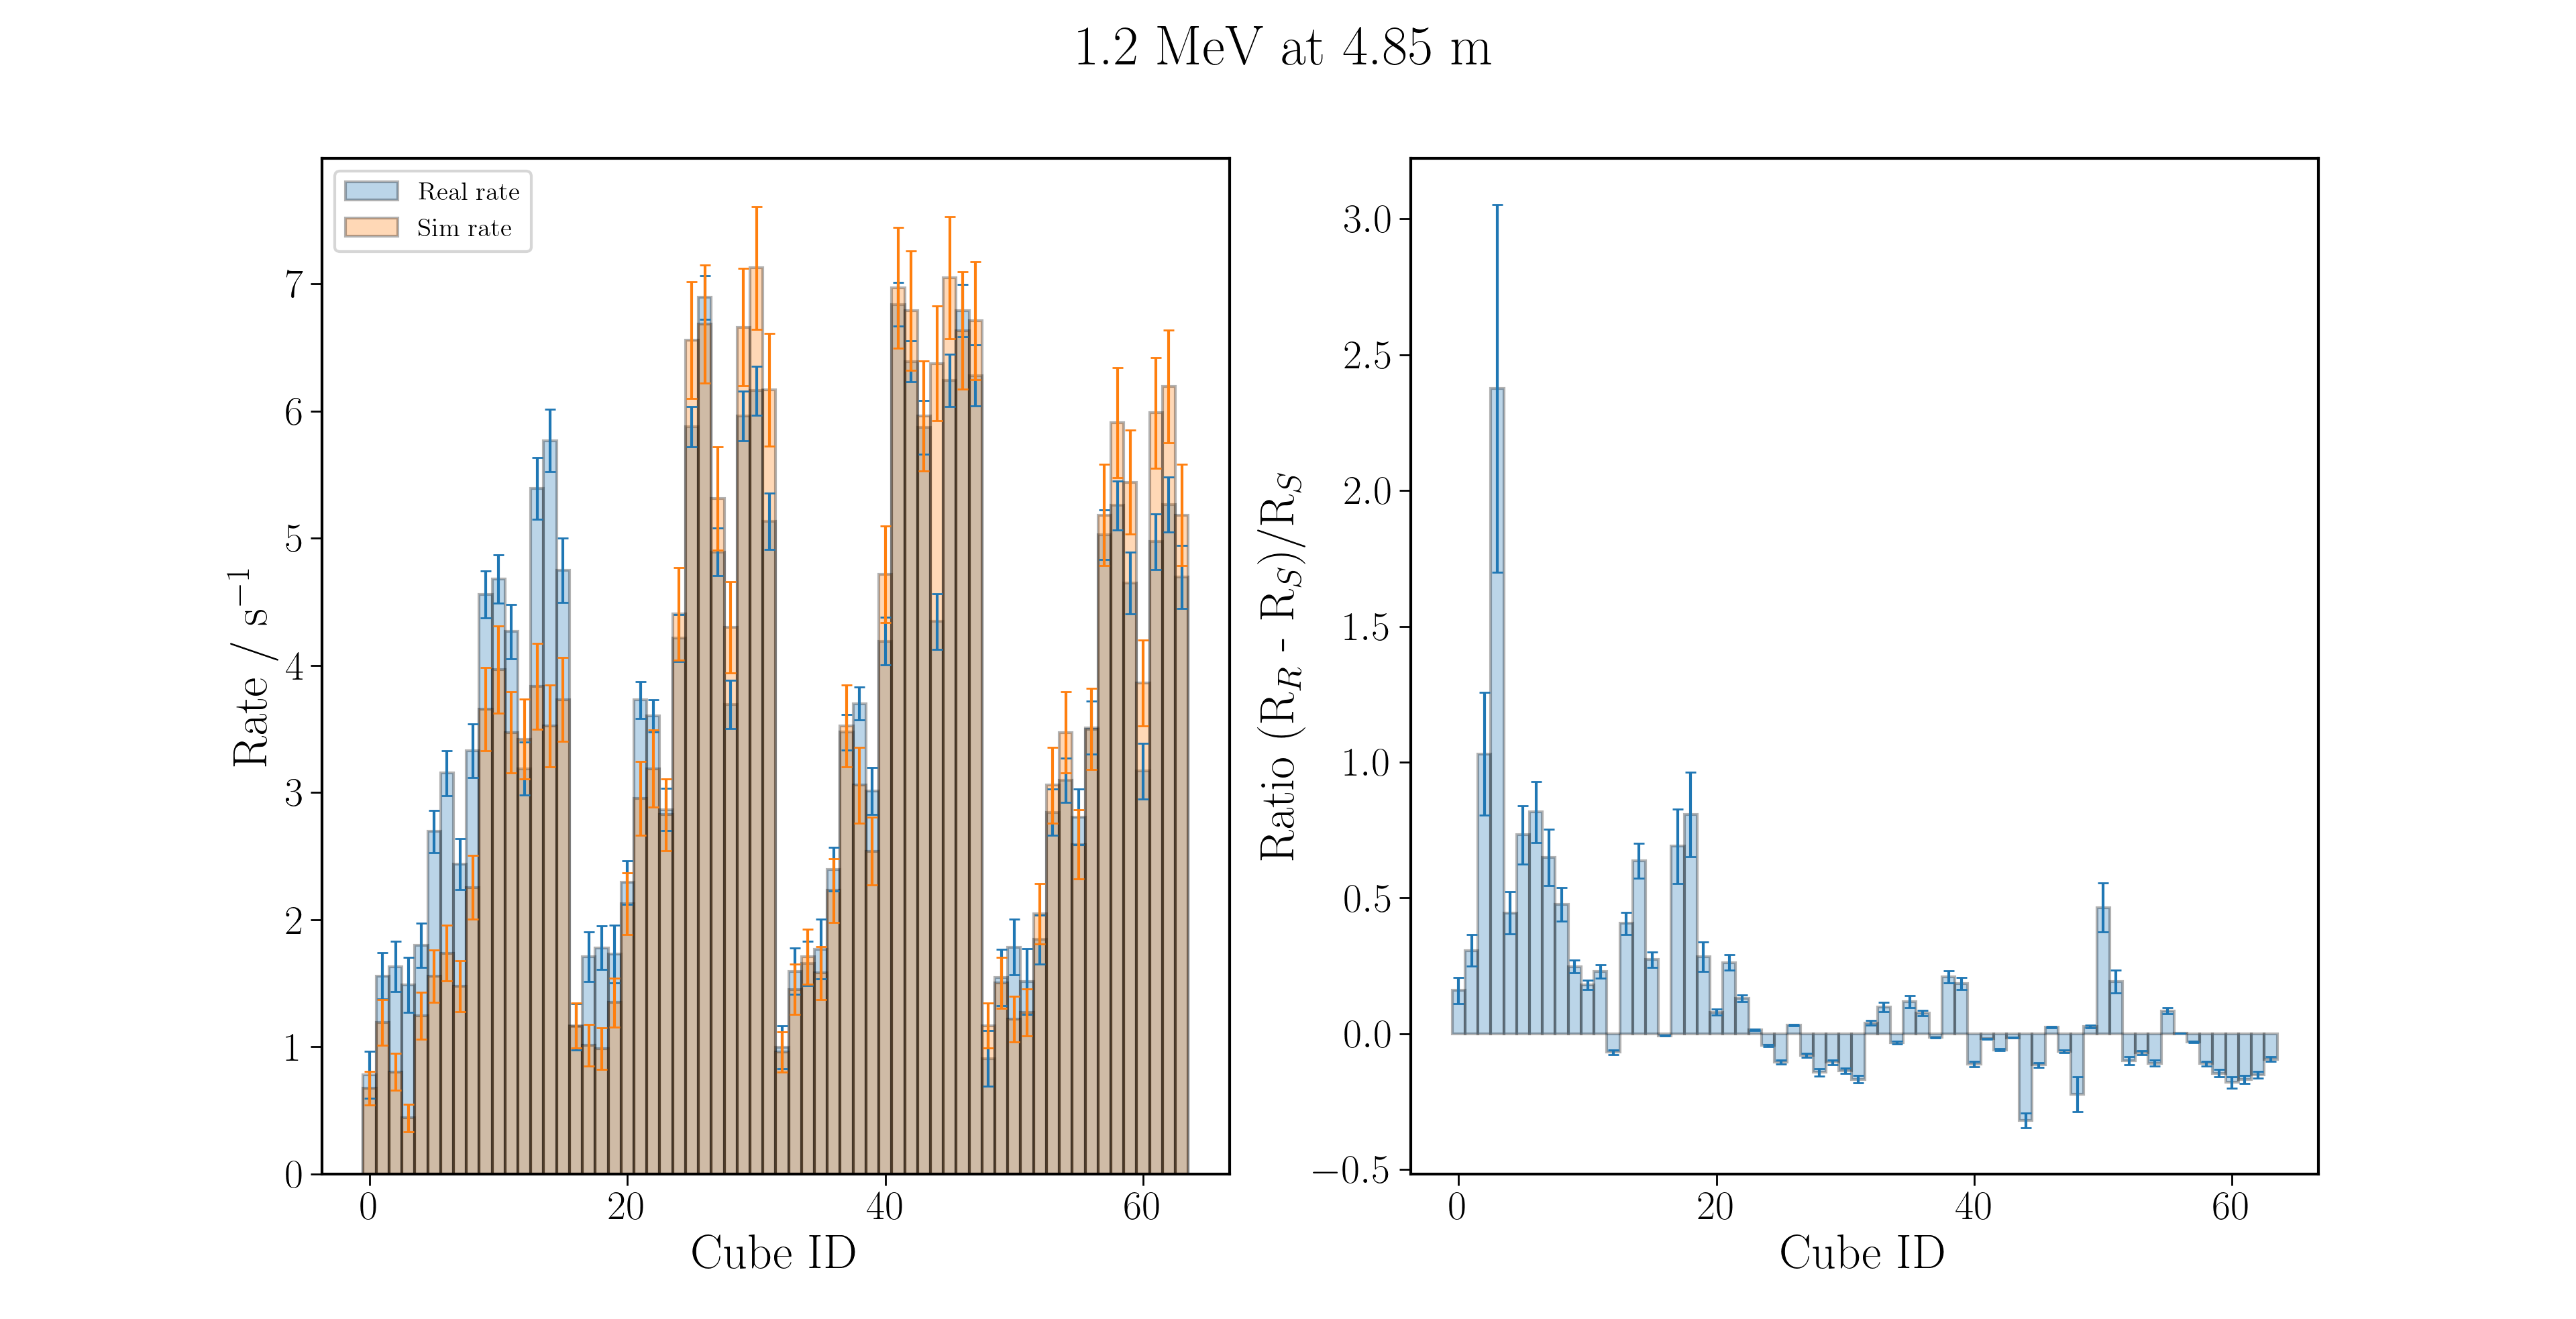 1.2 MeV at 4.85 m
Real rate
Sim rate
Rate / s⁻¹
7
6
5
4
3
2
1
0
0 20 40 60
Cube ID
Ratio (R_R - R_S)/R_S
3.0
2.5
2.0
1.5
1.0
0.5
0.0
−0.5
0 20 40 60
Cube ID